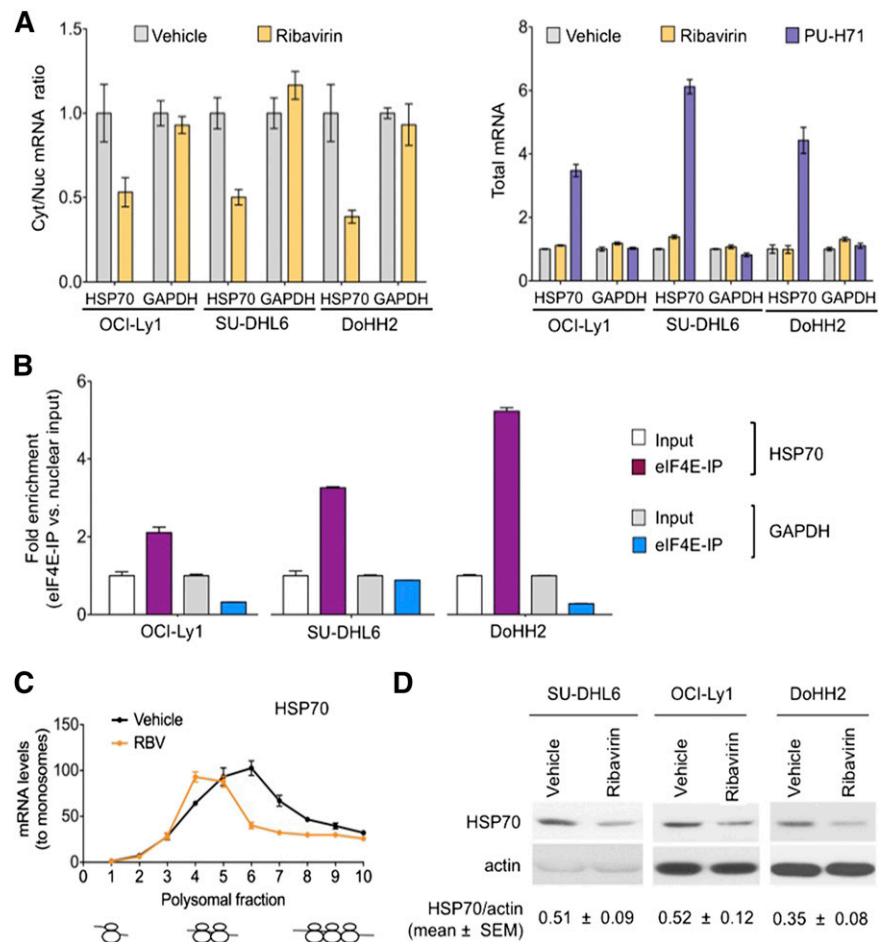 A
Vehicle Ribavirin
Cyt/Nuc mRNA ratio
1.5
1.0
0.5
0.0
HSP70 GAPDH HSP70 GAPDH HSP70 GAPDH
OCI-Ly1 SU-DHL6 DoHH2
Vehicle Ribavirin PU-H71
Total mRNA
8
6
4
2
0
HSP70 GAPDH HSP70 GAPDH HSP70 GAPDH
OCI-Ly1 SU-DHL6 DoHH2
B
Fold enrichment
(eIF4E-IP vs. nuclear input)
6
4
2
0
OCI-Ly1 SU-DHL6 DoHH2
Input
eIF4E-IP
HSP70
Input
eIF4E-IP
GAPDH
C
HSP70
Vehicle
RBV
mRNA levels
(to monosomes)
150
100
50
0
0 1 2 3 4 5 6 7 8 9 10
Polysomal fraction
D
SU-DHL6 OCI-Ly1 DoHH2
Vehicle Ribavirin Vehicle Ribavirin Vehicle Ribavirin
HSP70
actin
HSP70/actin
(mean ± SEM)
0.51 ± 0.09 0.52 ± 0.12 0.35 ± 0.08